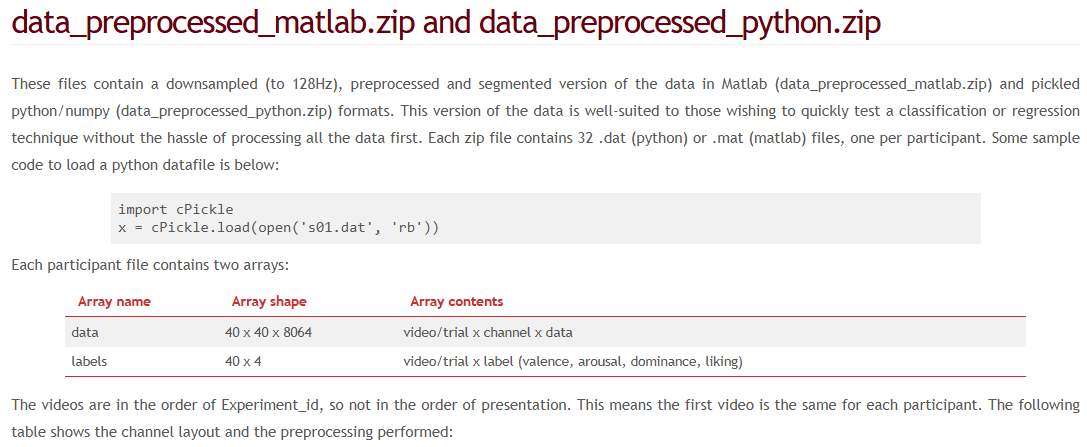 data_preprocessed_matlab.zip and data_preprocessed_python.zip
These files contain a downsampled (to 128Hz), preprocessed and segmented version of the data in Matlab (data_preprocessed_matlab.zip) and pickled
python/numpy (data_preprocessed_python.zip) formats. This version of the data is well-suited to those wishing to quickly test a classification or regression
technique without the hassle of processing all the data first. Each zip file contains 32 .dat (python) or .mat (matlab) files, one per participant. Some sample
code to load a python datafile is below:
import cPickle
x = cPickle.load(open('s01.dat', 'rb'))
Each participant file contains two arrays:
Array name Array shape Array contents
data 40 x 40 x 8064 video/trial x channel x data
labels 40 x 4 video/trial x label (valence, arousal, dominance, liking)
The videos are in the order of Experiment_id, so not in the order of presentation. This means the first video is the same for each participant. The following
table shows the channel layout and the preprocessing performed: